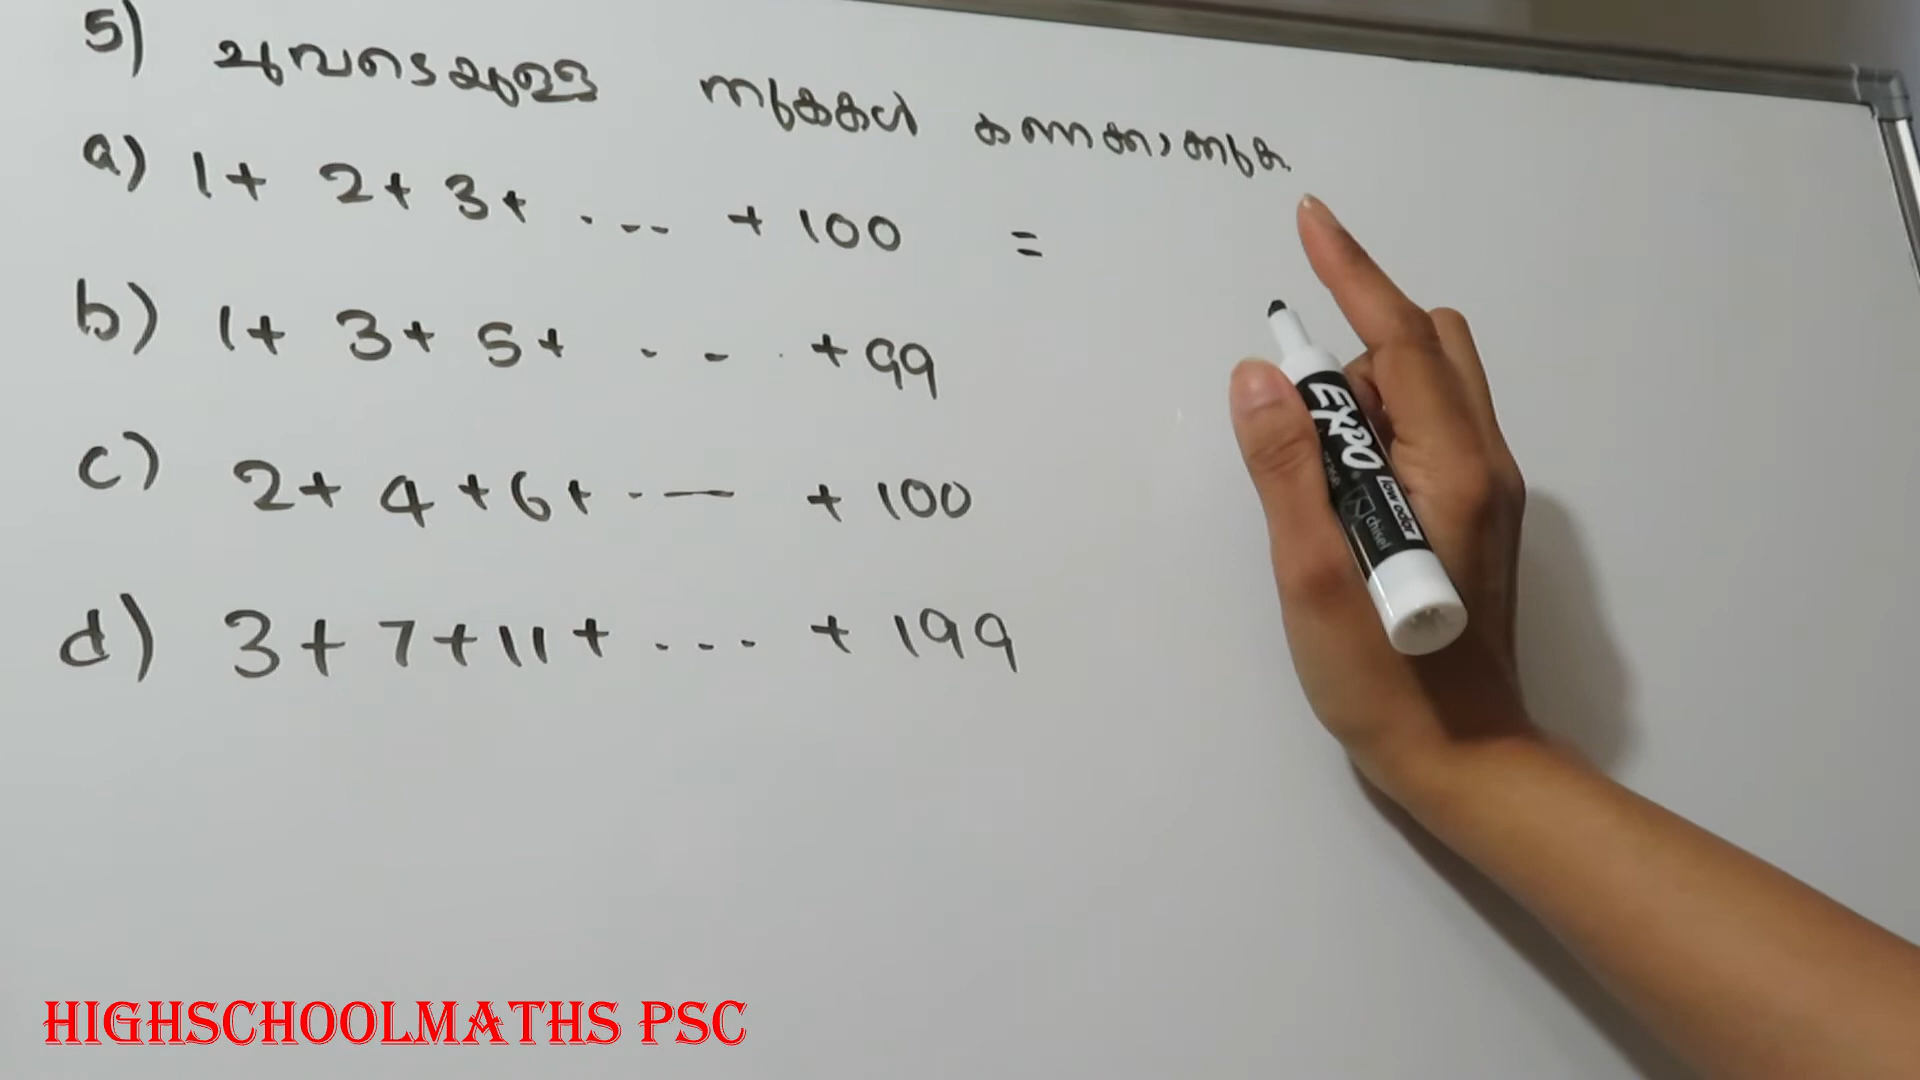 5) ചുവടെയുള്ള തുകകൾ കണക്കാക്കുക
a) 1 + 2 + 3 + . - - + 100 =
b) 1 + 3 + 5 + - - . + 99
c) 2 + 4 + 6 + - — + 100
d) 3 + 7 + 11 + - - - + 199
EXPO
low odor
chisel
HIGHSCHOOLMATHS PSC